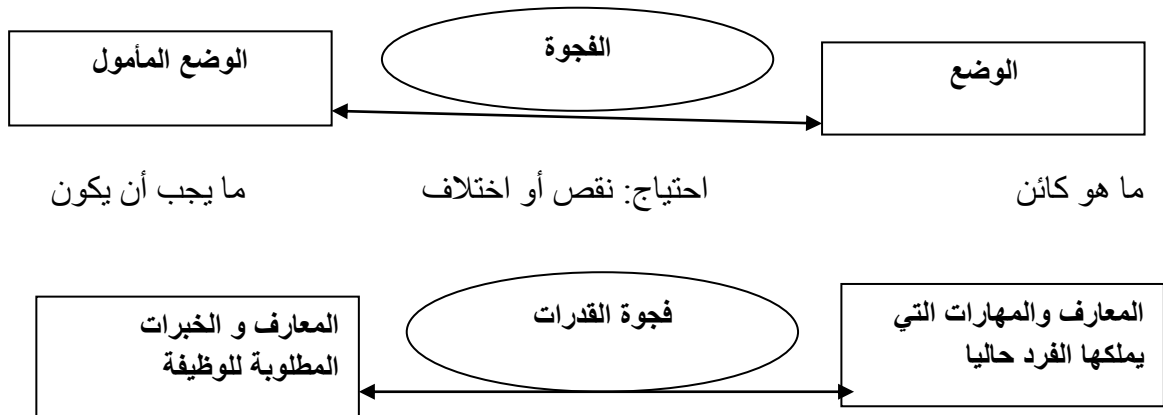 الوضع
الفجوة
الوضع المأمول
ما هو كائن
احتياج: نقص أو اختلاف
ما يجب أن يكون
المعارف والمهارات التي
يملكها الفرد حاليا
فجوة القدرات
المعارف و الخبرات
المطلوبة للوظيفة